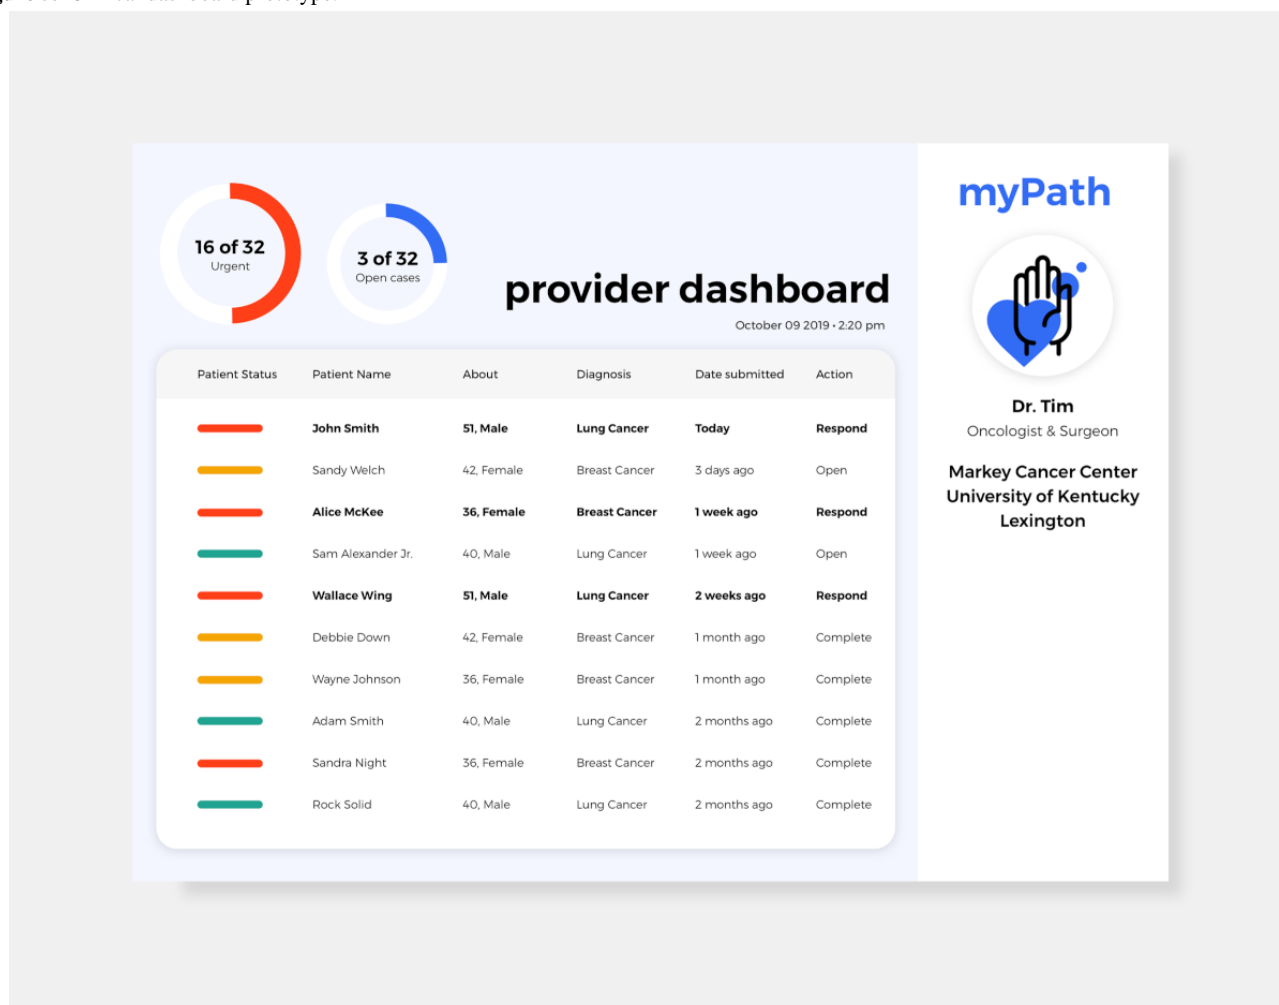 16 of 32
Urgent
3 of 32
Open cases
provider dashboard
October 09 2019 • 2:20 pm
Patient Status Patient Name About Diagnosis Date submitted Action
John Smith 51, Male Lung Cancer Today Respond
Sandy Welch 42, Female Breast Cancer 3 days ago Open
Alice McKee 36, Female Breast Cancer 1 week ago Respond
Sam Alexander Jr. 40, Male Lung Cancer 1 week ago Open
Wallace Wing 51, Male Lung Cancer 2 weeks ago Respond
Debbie Down 42, Female Breast Cancer 1 month ago Complete
Wayne Johnson 36, Female Breast Cancer 1 month ago Complete
Adam Smith 40, Male Lung Cancer 2 months ago Complete
Sandra Night 36, Female Breast Cancer 2 months ago Complete
Rock Solid 40, Male Lung Cancer 2 months ago Complete
myPath
Dr. Tim
Oncologist & Surgeon
Markey Cancer Center
University of Kentucky
Lexington